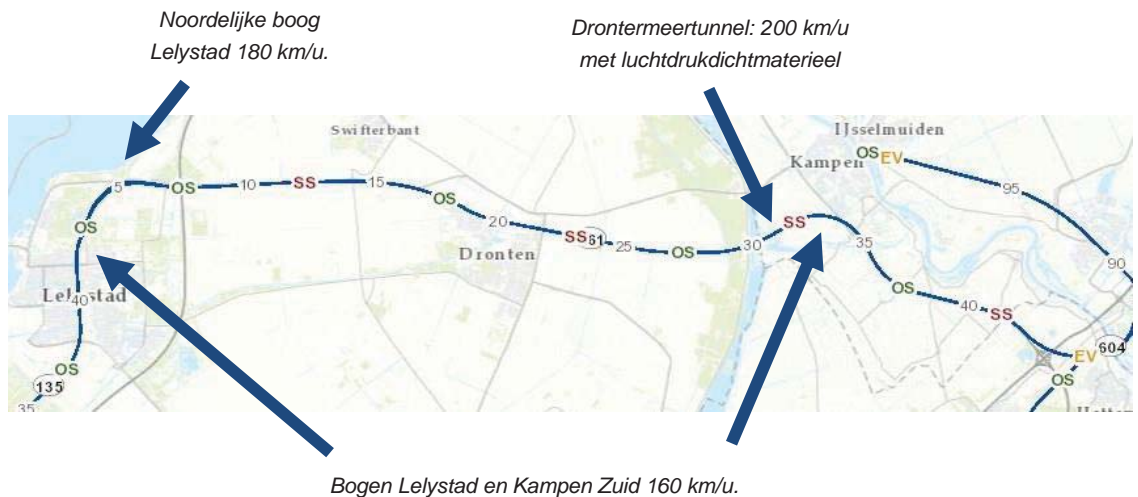 Noordelijke boog
Lelystad 180 km/u.
Drontermeertunnel: 200 km/u
met luchtdrukdichtmaterieel
Swifterbant
IJsselmuiden
Kampen
OS EV
5
OS
10
SS
15
95
OS
OS
20
SS
61
25
OS
30
SS
35
Dronten
90
Lelystad
40
OS
40
SS
604
EV
OS
OS
135
35
Bogen Lelystad en Kampen Zuid 160 km/u.